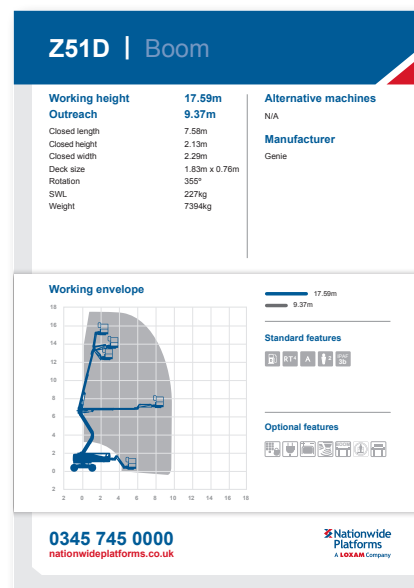 Z51D | Boom
Working height 17.59m
Outreach 9.37m
Closed length 7.58m
Closed height 2.13m
Closed width 2.29m
Deck size 1.83m x 0.76m
Rotation 355º
SWL 227kg
Weight 7394kg
Alternative machines
N/A
Manufacturer
Genie
Working envelope
18
16
14
12
10
8
6
4
2
0
2
2 0 2 4 6 8 10 12 14 16 18
17.59m
9.37m
Standard features
RT4 A 2 3b
Optional features
0345 745 0000
nationwideplatforms.co.uk
Nationwide
Platforms
A LOXAM Company